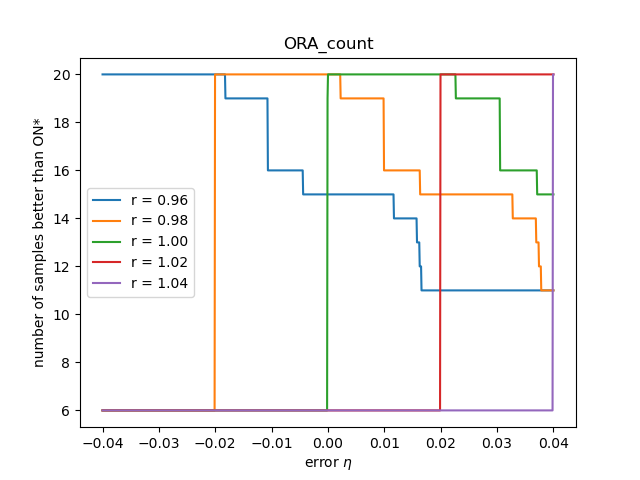 ORA_count
number of samples better than ON*
20
18
16
14
12
10
8
6
r = 0.96
r = 0.98
r = 1.00
r = 1.02
r = 1.04
−0.04 −0.03 −0.02 −0.01 0.00 0.01 0.02 0.03 0.04
error η